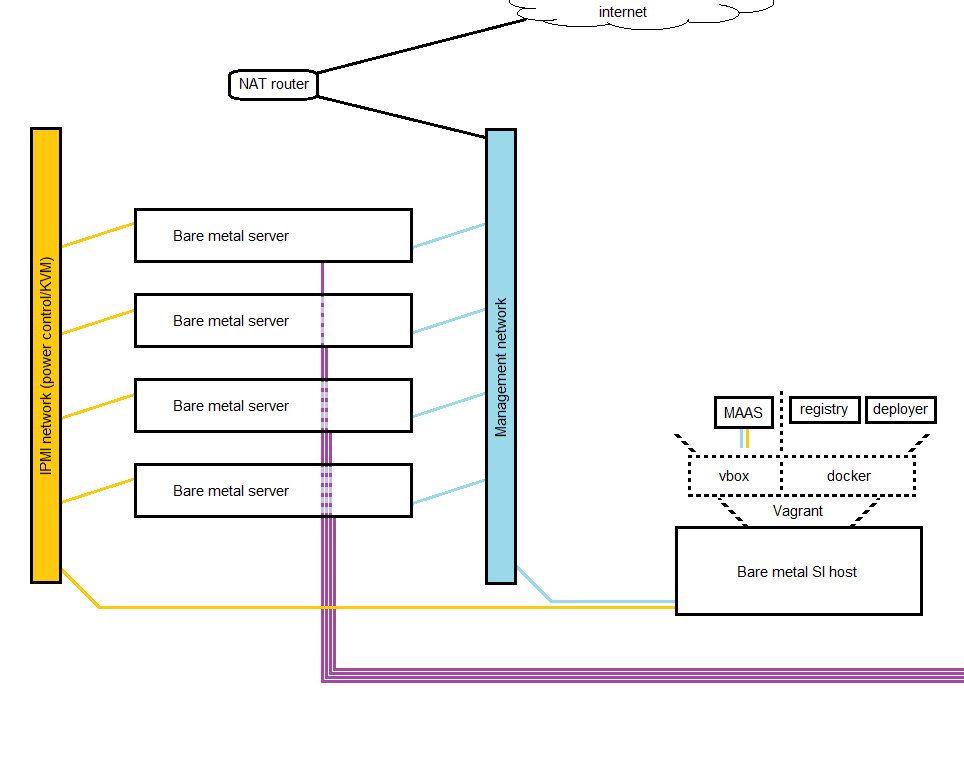 internet
NAT router
IPMI network (power control/KVM)
Bare metal server
Bare metal server
Bare metal server
Bare metal server
Management network
MAAS
registry
deployer
vbox
docker
Vagrant
Bare metal SI host